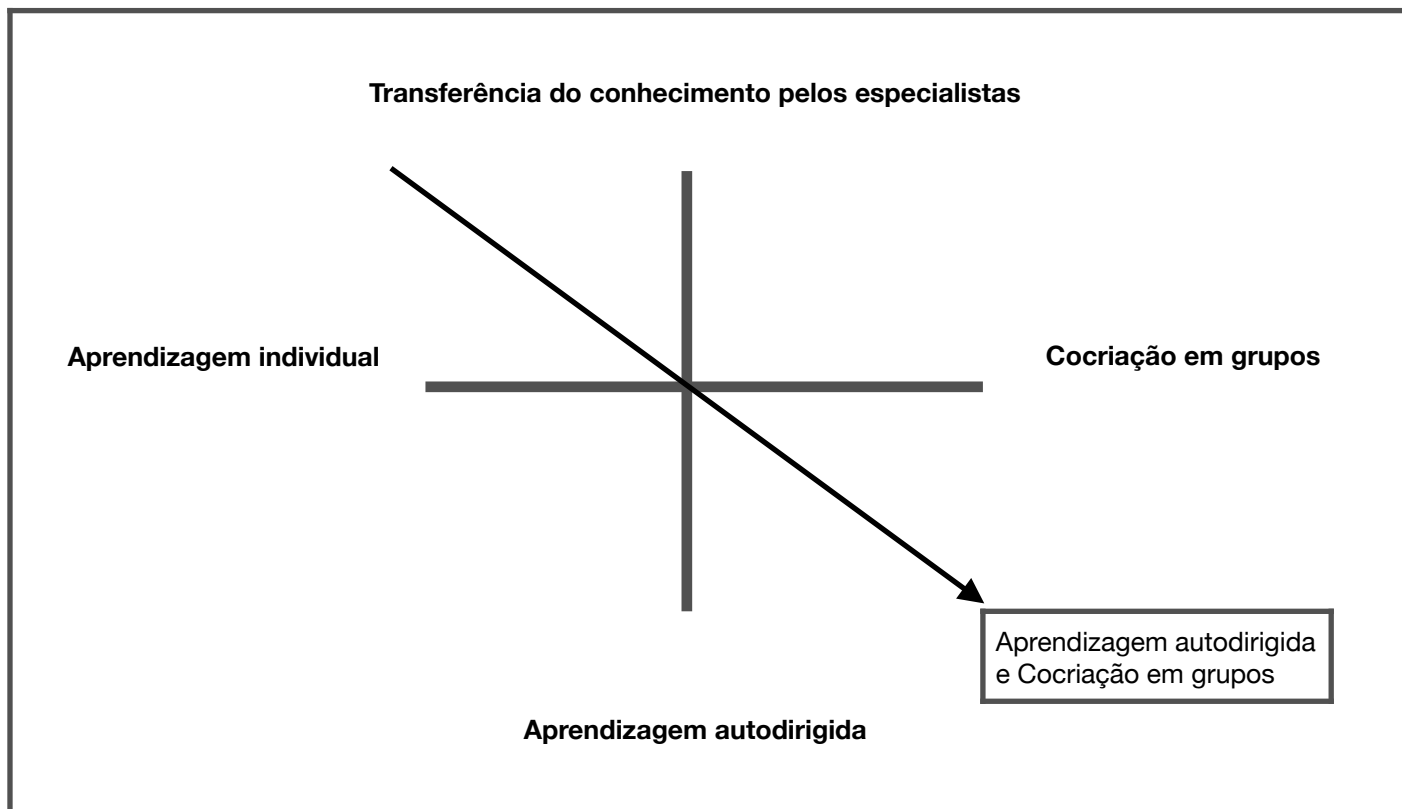 Transferência do conhecimento pelos especialistas
Aprendizagem individual
Cocriação em grupos
Aprendizagem autodirigida
e Cocriação em grupos
Aprendizagem autodirigida